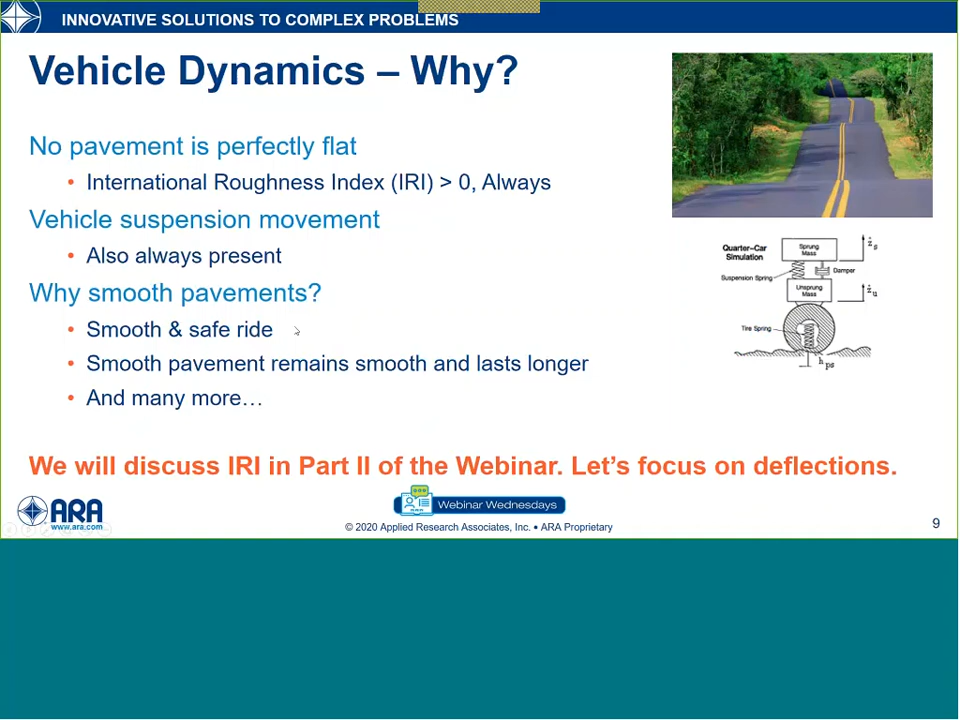 INNOVATIVE SOLUTIONS TO COMPLEX PROBLEMS
Vehicle Dynamics – Why?
No pavement is perfectly flat
• International Roughness Index (IRI) > 0, Always
Vehicle suspension movement
• Also always present
Why smooth pavements?
• Smooth & safe ride
• Smooth pavement remains smooth and lasts longer
• And many more…
Quarter–Car
Simulation
Sprung
Mass
Suspension Spring
Damper
Unsprung
Mass
Tire Spring
z̈s
z̈u
hps
We will discuss IRI in Part II of the Webinar. Let’s focus on deflections.
ARA
www.ara.com
Webinar Wednesdays
© 2020 Applied Research Associates, Inc. • ARA Proprietary
9